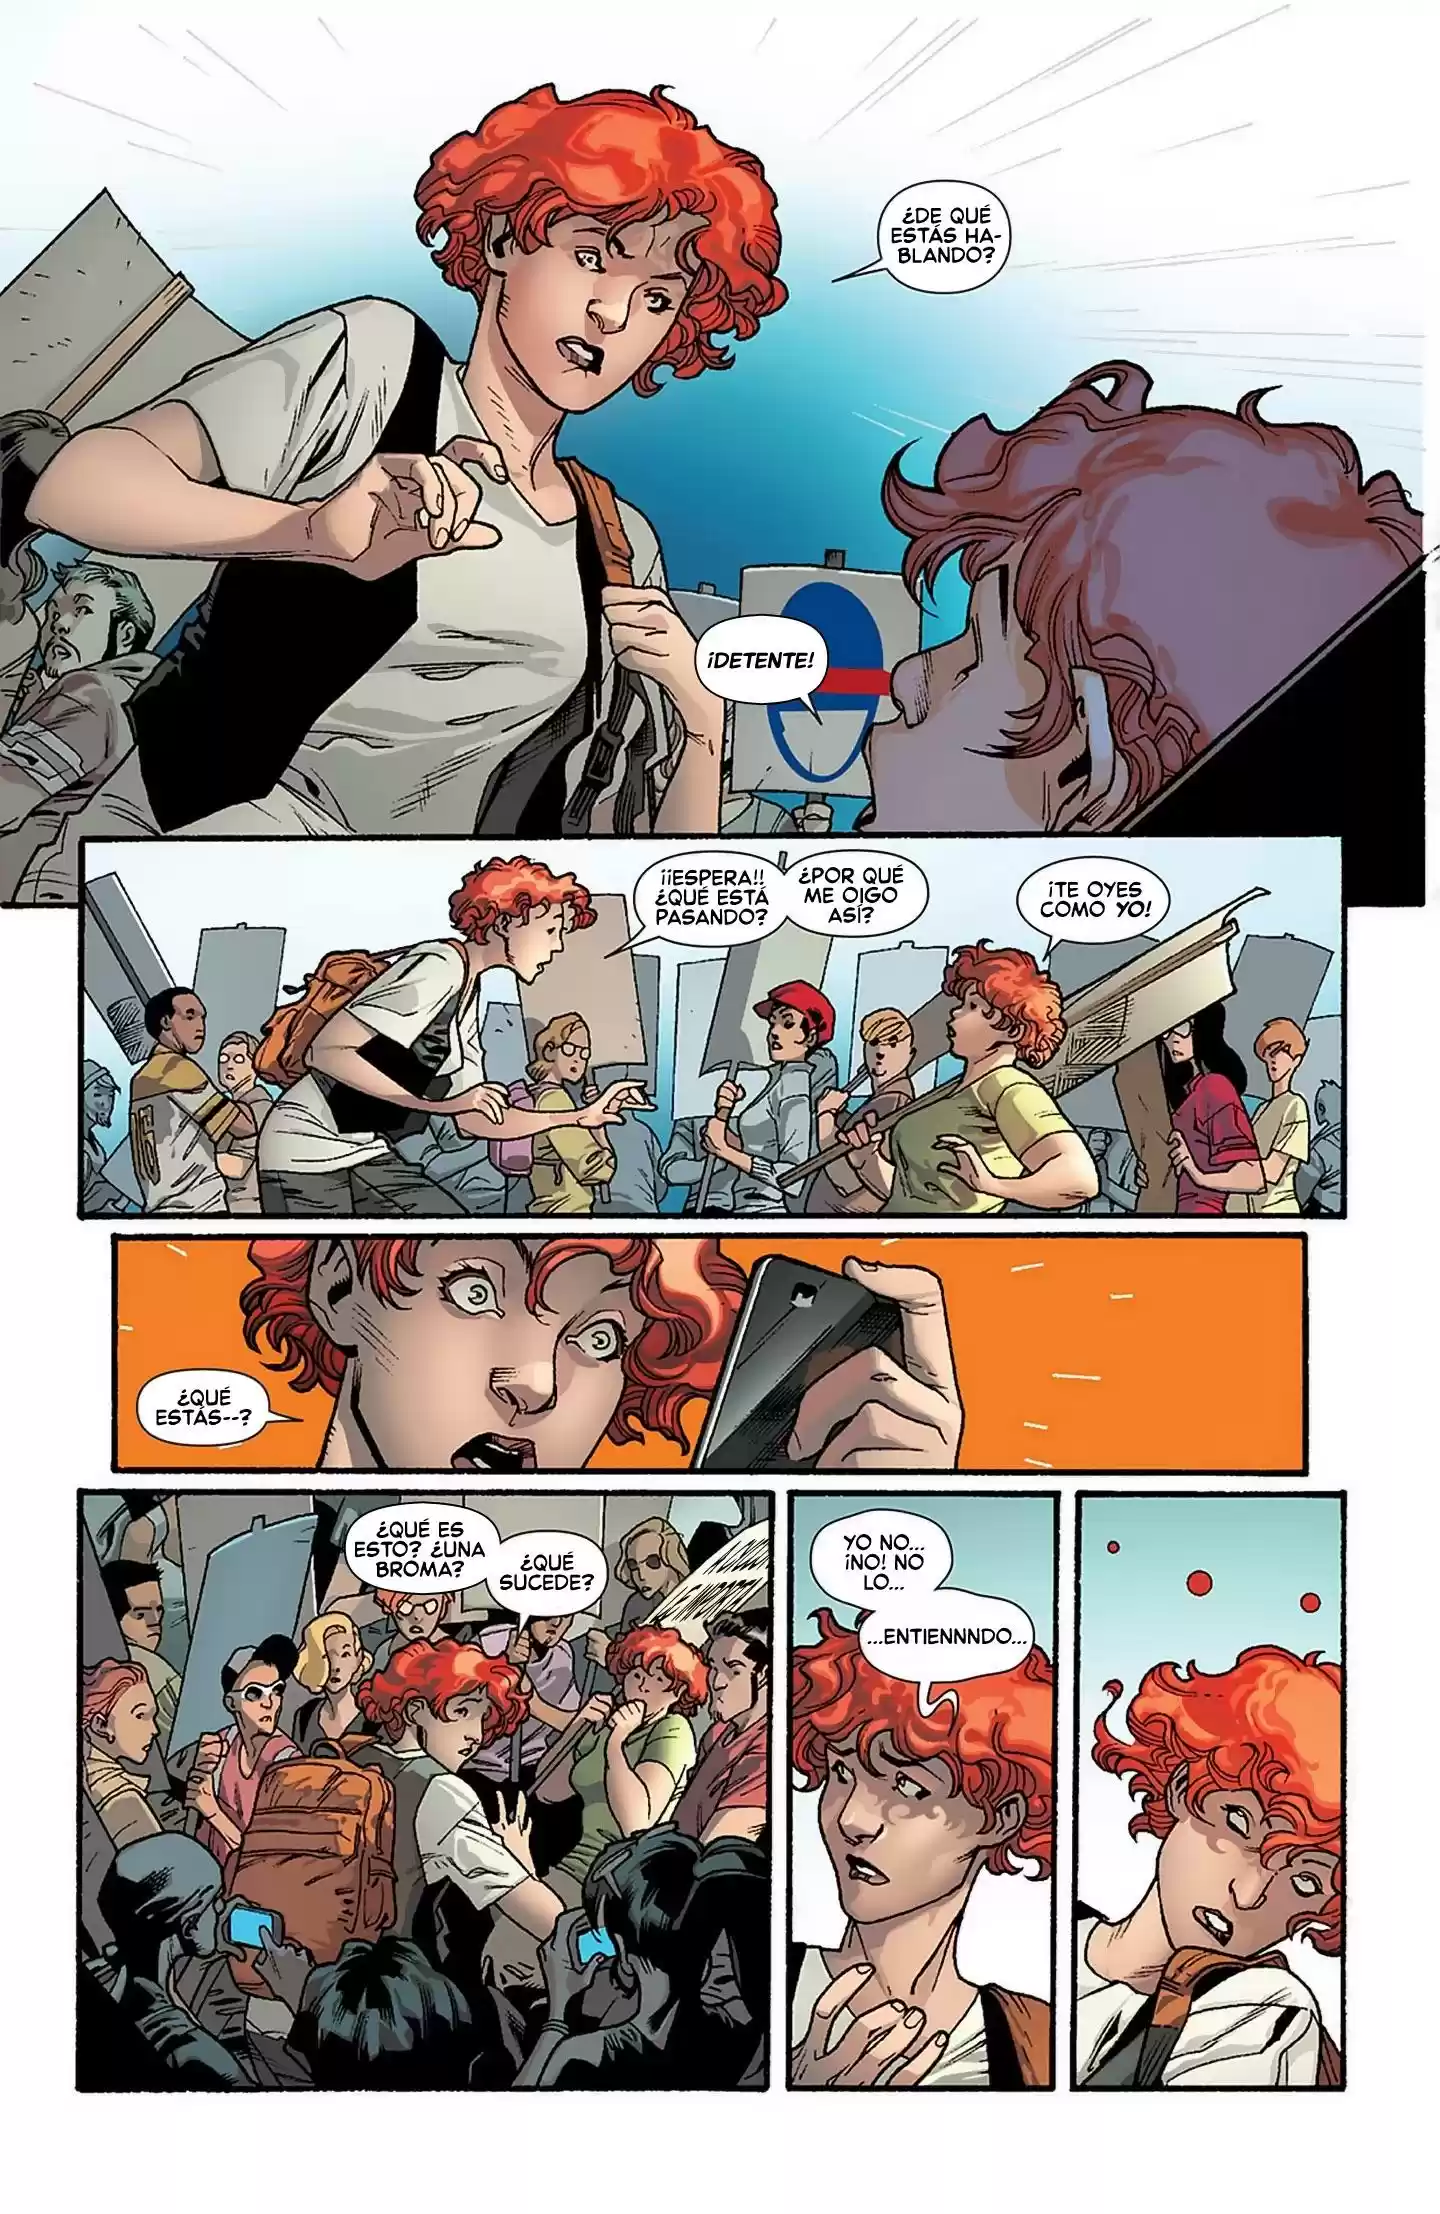 ¿DE QUÉ
ESTÁS HA-
BLANDO?
¡DETENTE!
¡¡ESPERA!!
¿QUÉ ESTÁ
PASANDO?
¿POR QUÉ
ME OIGO
ASÍ?
¡TE OYES
COMO YO!
¿QUÉ
ESTÁS--?
¿QUÉ ES
ESTO? ¿UNA
BROMA?
¿QUÉ
SUCEDE?
YO NO...
¡NO! NO
LO...
...ENTIENNNDO...